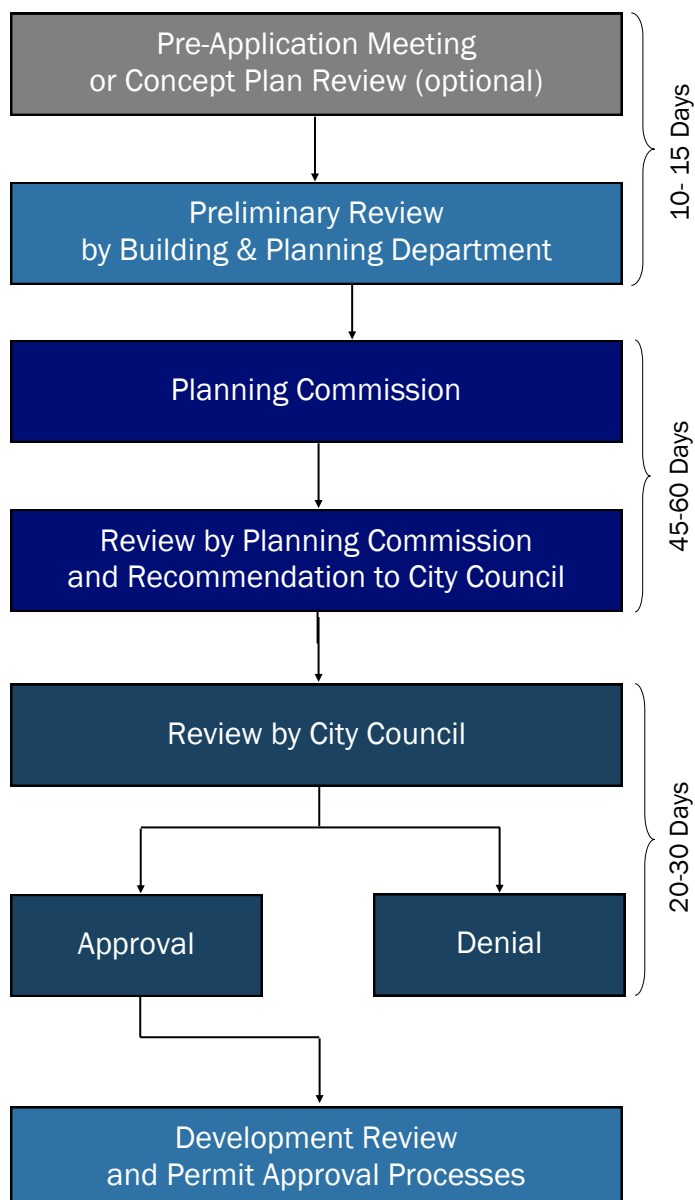 Pre-Application Meeting
or Concept Plan Review (optional)
10- 15 Days
Preliminary Review
by Building & Planning Department
Planning Commission
45-60 Days
Review by Planning Commission
and Recommendation to City Council
Review by City Council
20-30 Days
Approval
Denial
Development Review
and Permit Approval Processes